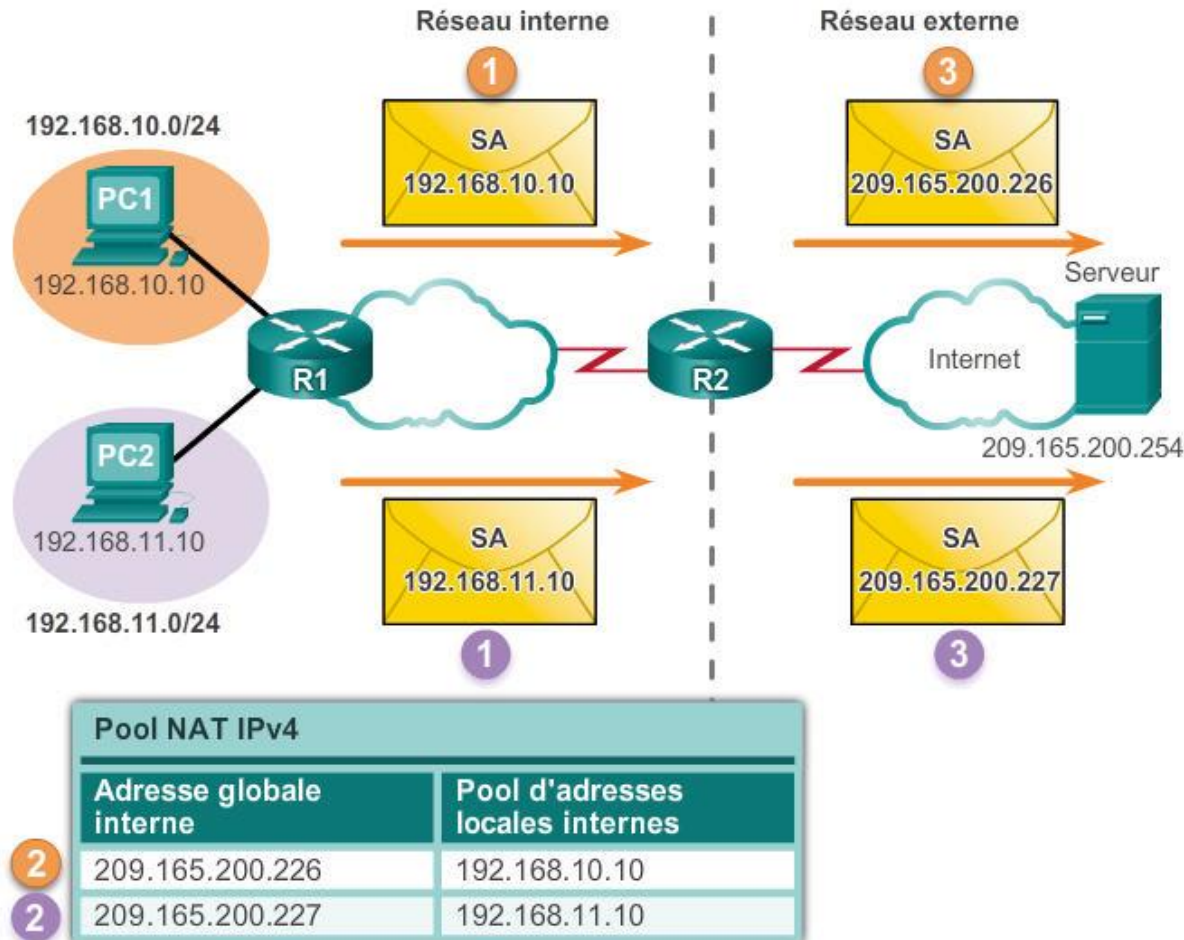 Réseau interne
Réseau externe
1
3
192.168.10.0/24
SA
192.168.10.10
SA
209.165.200.226
PC1
192.168.10.10
Serveur
R1
R2
Internet
PC2
192.168.11.10
209.165.200.254
SA
192.168.11.10
SA
209.165.200.227
192.168.11.0/24
1
3
Pool NAT IPv4
Adresse globale interne
Pool d'adresses locales internes
2
209.165.200.226
192.168.10.10
2
209.165.200.227
192.168.11.10